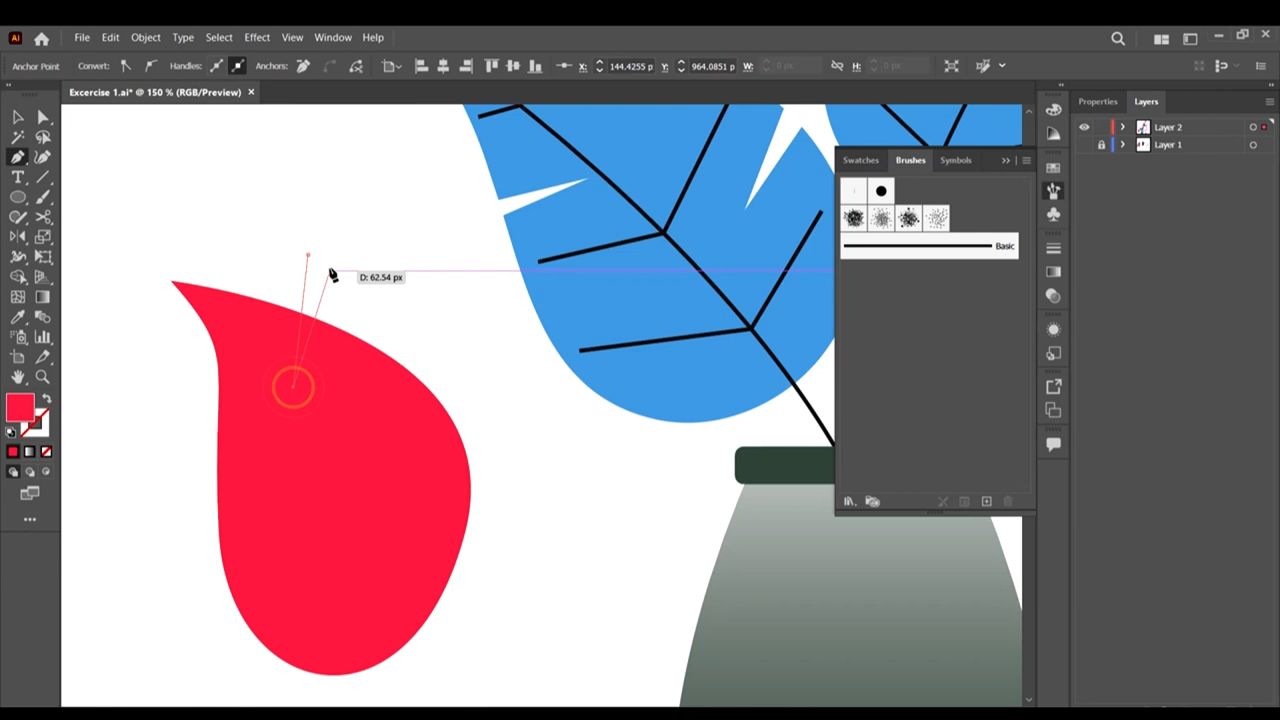 Ai File Edit Object Type Select Effect View Window Help
Anchor Point Convert: Handles: Anchors: X: 144.4255 p Y: 964.0851 p W: 0 px H: 0 px
Excercise 1.ai* @ 150 % (RGB/Preview) ×
Properties Layers
Layer 2
Layer 1
Swatches Brushes Symbols
Basic
D: 62.54 px